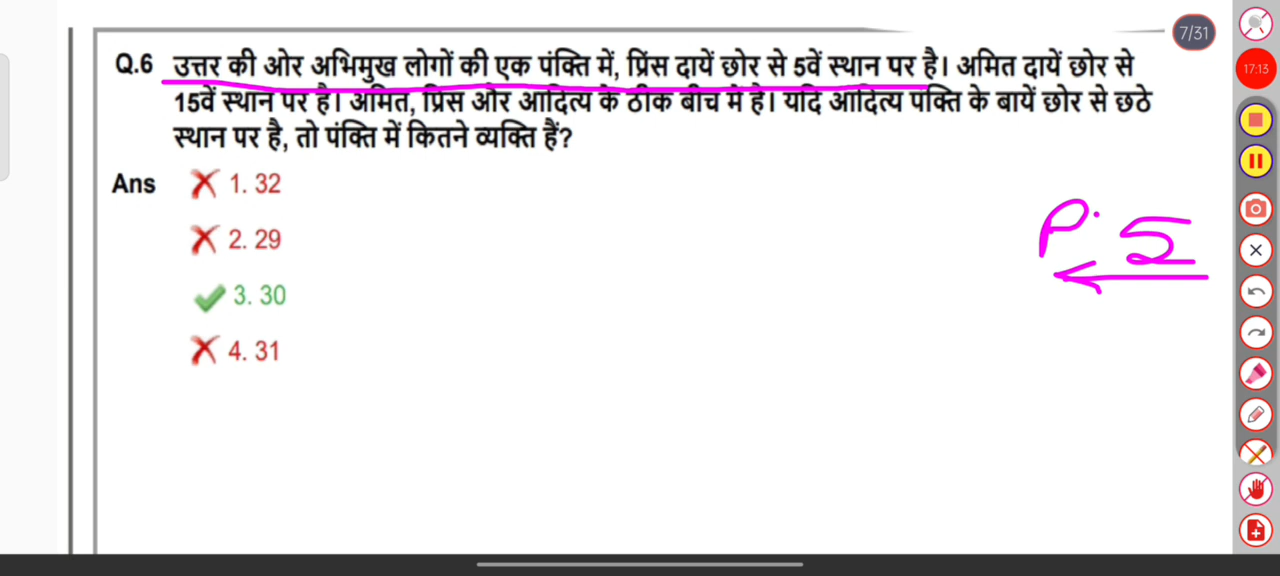 7/31
17:13
Q.6 उत्तर की ओर अभिमुख लोगों की एक पंक्ति में, प्रिंस दायें छोर से 5वें स्थान पर है। अमित दायें छोर से
15वें स्थान पर है। अमित, प्रिंस और आदित्य के ठीक बीच में है। यदि आदित्य पंक्ति के बायें छोर से छठे
स्थान पर है, तो पंक्ति में कितने व्यक्ति हैं?
Ans 1. 32
2. 29
3. 30
4. 31
P. 5